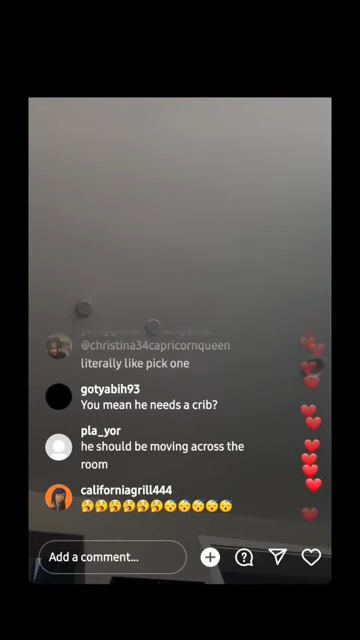 @christina34capricornqueen
literally like pick one
gotyabih93
You mean he needs a crib?
pla_yor
he should be moving across the
room
californiagrill444
Add a comment...